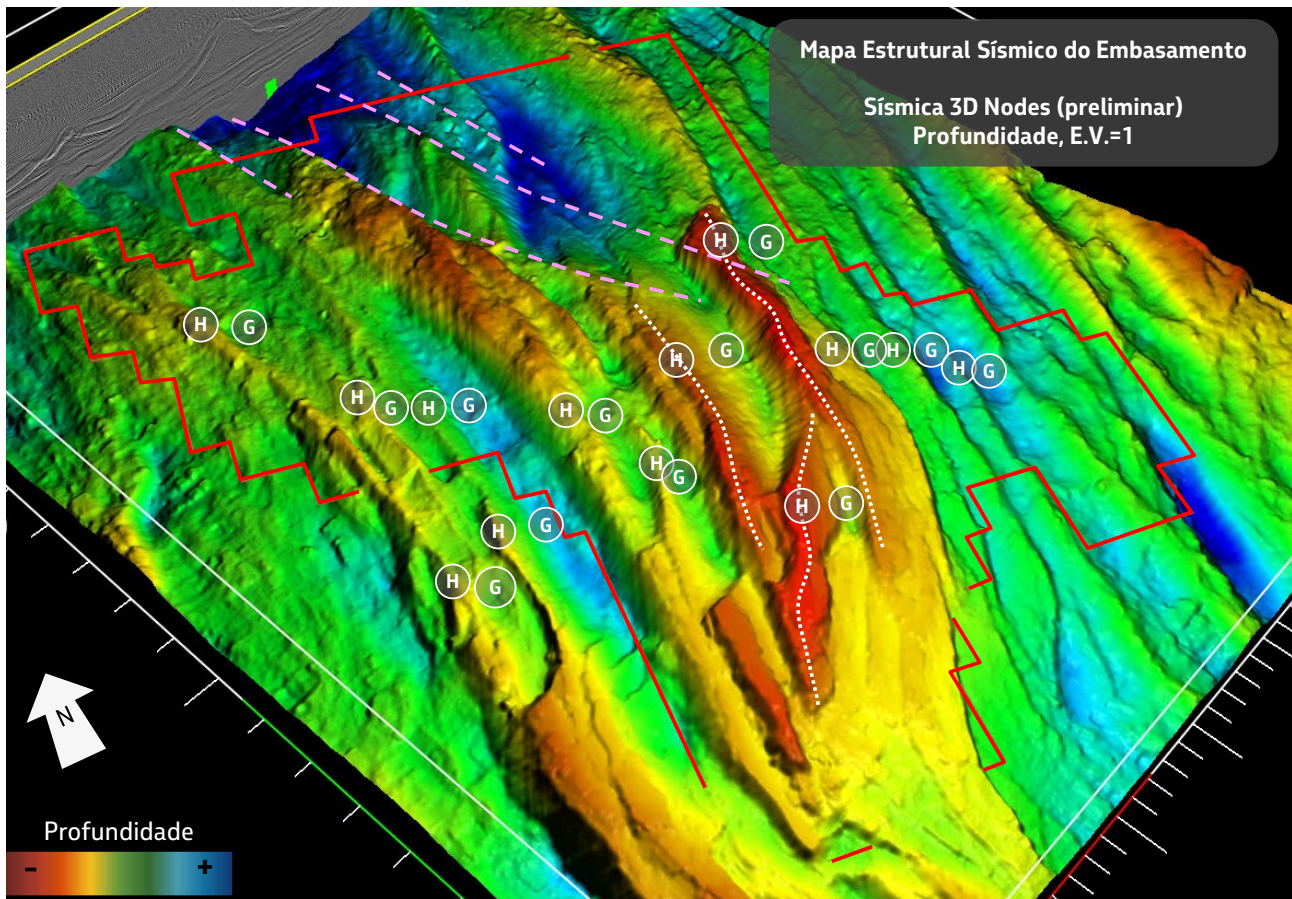 Mapa Estrutural Sísmico do Embasamento
Sísmica 3D Nodes (preliminar)
Profundidade, E.V.=1
H G
H G
H G H G
H G
H G
H G H G H G
H G
H G
H G
H G
H G
N
Profundidade
- +